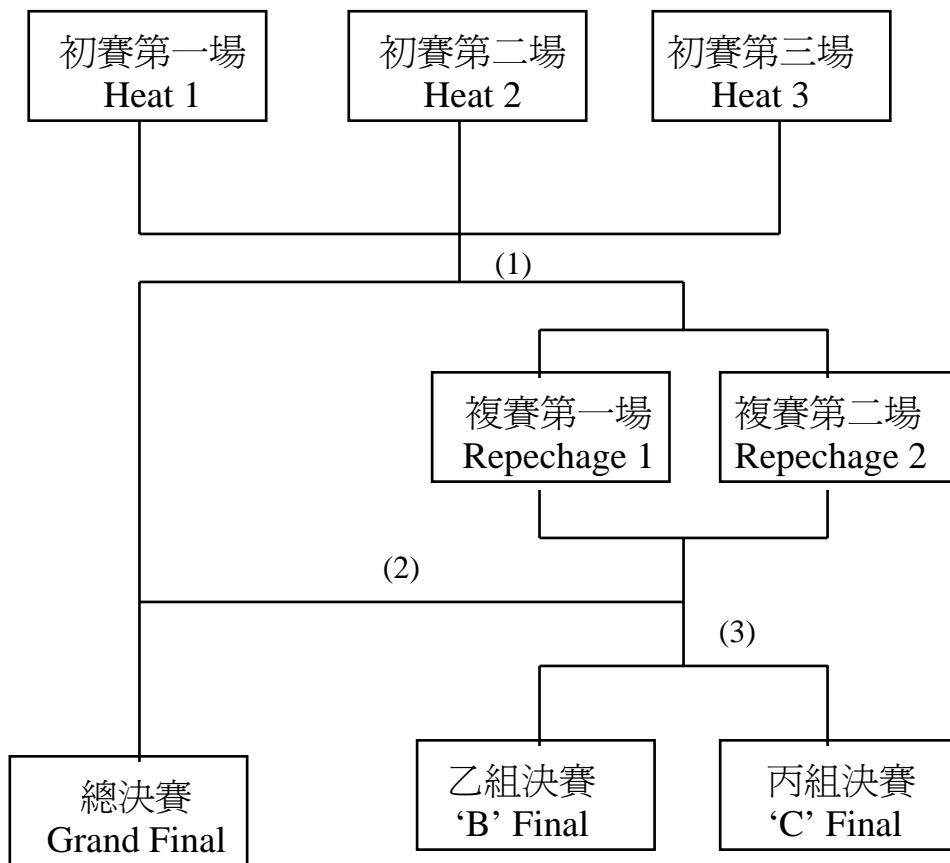 初賽第一場
Heat 1
初賽第二場
Heat 2
初賽第三場
Heat 3
(1)
複賽第一場
Repechage 1
複賽第二場
Repechage 2
(2)
(3)
總決賽
Grand Final
乙組決賽
‘B’ Final
丙組決賽
‘C’ Final